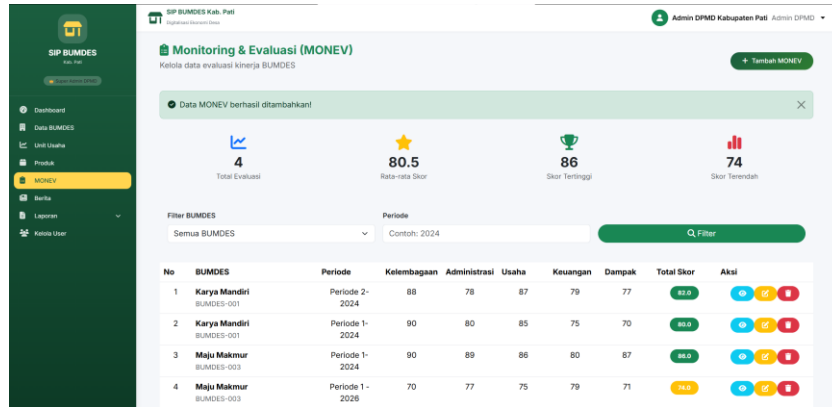 SIP BUMDES Kab. Pati
Digitalisasi Ekonomi Desa
Admin DPMD Kabupaten Pati Admin DPMD
SIP BUMDES
Kab. Pati
Super Admin DPMD
Dashboard
Data BUMDES
Unit Usaha
Produk
MONEV
Berita
Laporan
Kelola User
Monitoring & Evaluasi (MONEV)
Kelola data evaluasi kinerja BUMDES
+ Tambah MONEV
Data MONEV berhasil ditambahkan!
4
Total Evaluasi
80.5
Rata-rata Skor
86
Skor Tertinggi
74
Skor Terendah
Filter BUMDES
Semua BUMDES
Periode
Contoh: 2024
Filter
No BUMDES Periode Kelembagaan Administrasi Usaha Keuangan Dampak Total Skor Aksi
1 Karya Mandiri Periode 2- 88 78 87 79 77 82.0
BUMDES-001 2024
2 Karya Mandiri Periode 1- 90 80 85 75 70 80.0
BUMDES-001 2024
3 Maju Makmur Periode 1- 90 89 86 80 87 86.0
BUMDES-003 2024
4 Maju Makmur Periode 1 - 70 77 75 79 71 74.0
BUMDES-003 2026